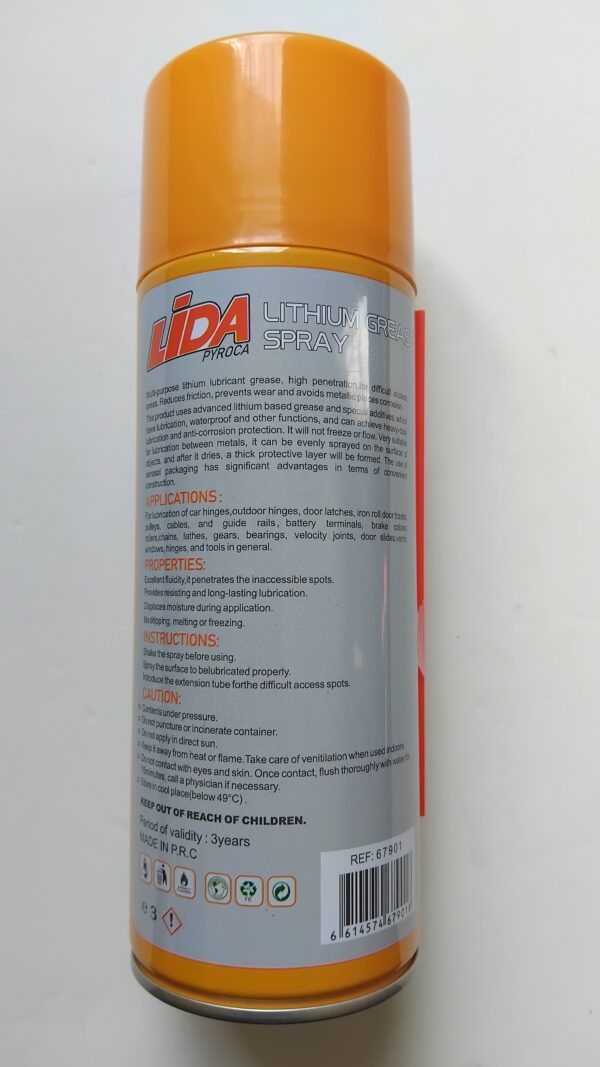 LIDA
PYROCA
LITHIUM GREAS
SPRAY
Multi-purpose lithium lubricant grease, high penetration,for difficult access
areas. Reduces friction, prevents wear and avoids metallic pieces corrosion.
This product uses advanced lithium based grease and special additives, which
have lubrication, waterproof and other functions, and can achieve heavy-duty
lubrication and anti-corrosion protection. It will not freeze or flow. Very suitable
for lubrication between metals, it can be evenly sprayed on the surface of
objects, and after it dries, a thick protective layer will be formed. The use of
aerosol packaging has significant advantages in terms of convenient
construction.
APPLICATIONS:
For lubrication of car hinges,outdoor hinges, door latches, iron roll door tracks,
pulleys, cables, and guide rails, battery terminals, brake cables,
rollers,chains, lathes, gears, bearings, velocity joints, door slides,vents,
windows, hinges, and tools in general.
PROPERTIES:
Excellent fluidity,it penetrates the inaccessible spots.
Provides resisting and long-lasting lubrication.
Displaces moisture during application.
No dripping, melting or freezing.
INSTRUCTIONS:
Shake the spray before using.
Spray the surface to belubricated properly.
Introduce the extension tube forthe difficult access spots.
CAUTION:
Contents under pressure.
Do not puncture or incinerate container.
Do not apply in direct sun.
Keep it away from heat or flame.Take care of venitilation when used indoors.
Do not contact with eyes and skin. Once contact, flush thoroughly with water for
15minutes, call a physician if necessary.
Store in cool place(below 49°C) .
KEEP OUT OF REACH OF CHILDREN.
Period of validity : 3years
MADE IN P.R.C
REF: 67901
e 3
6 614574 67901